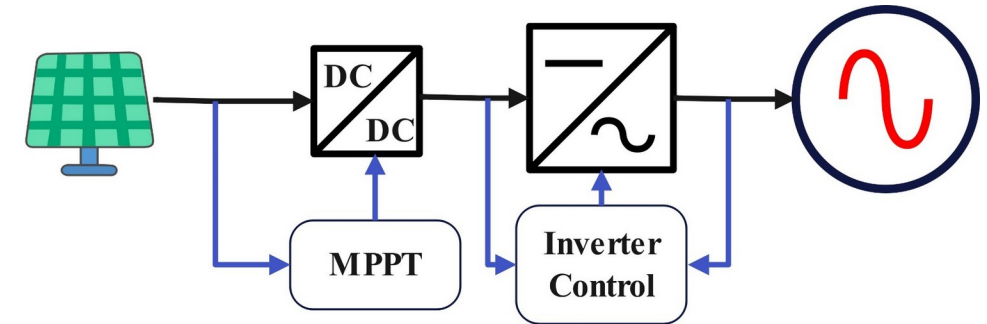 DC
DC
MPPT
Inverter
Control